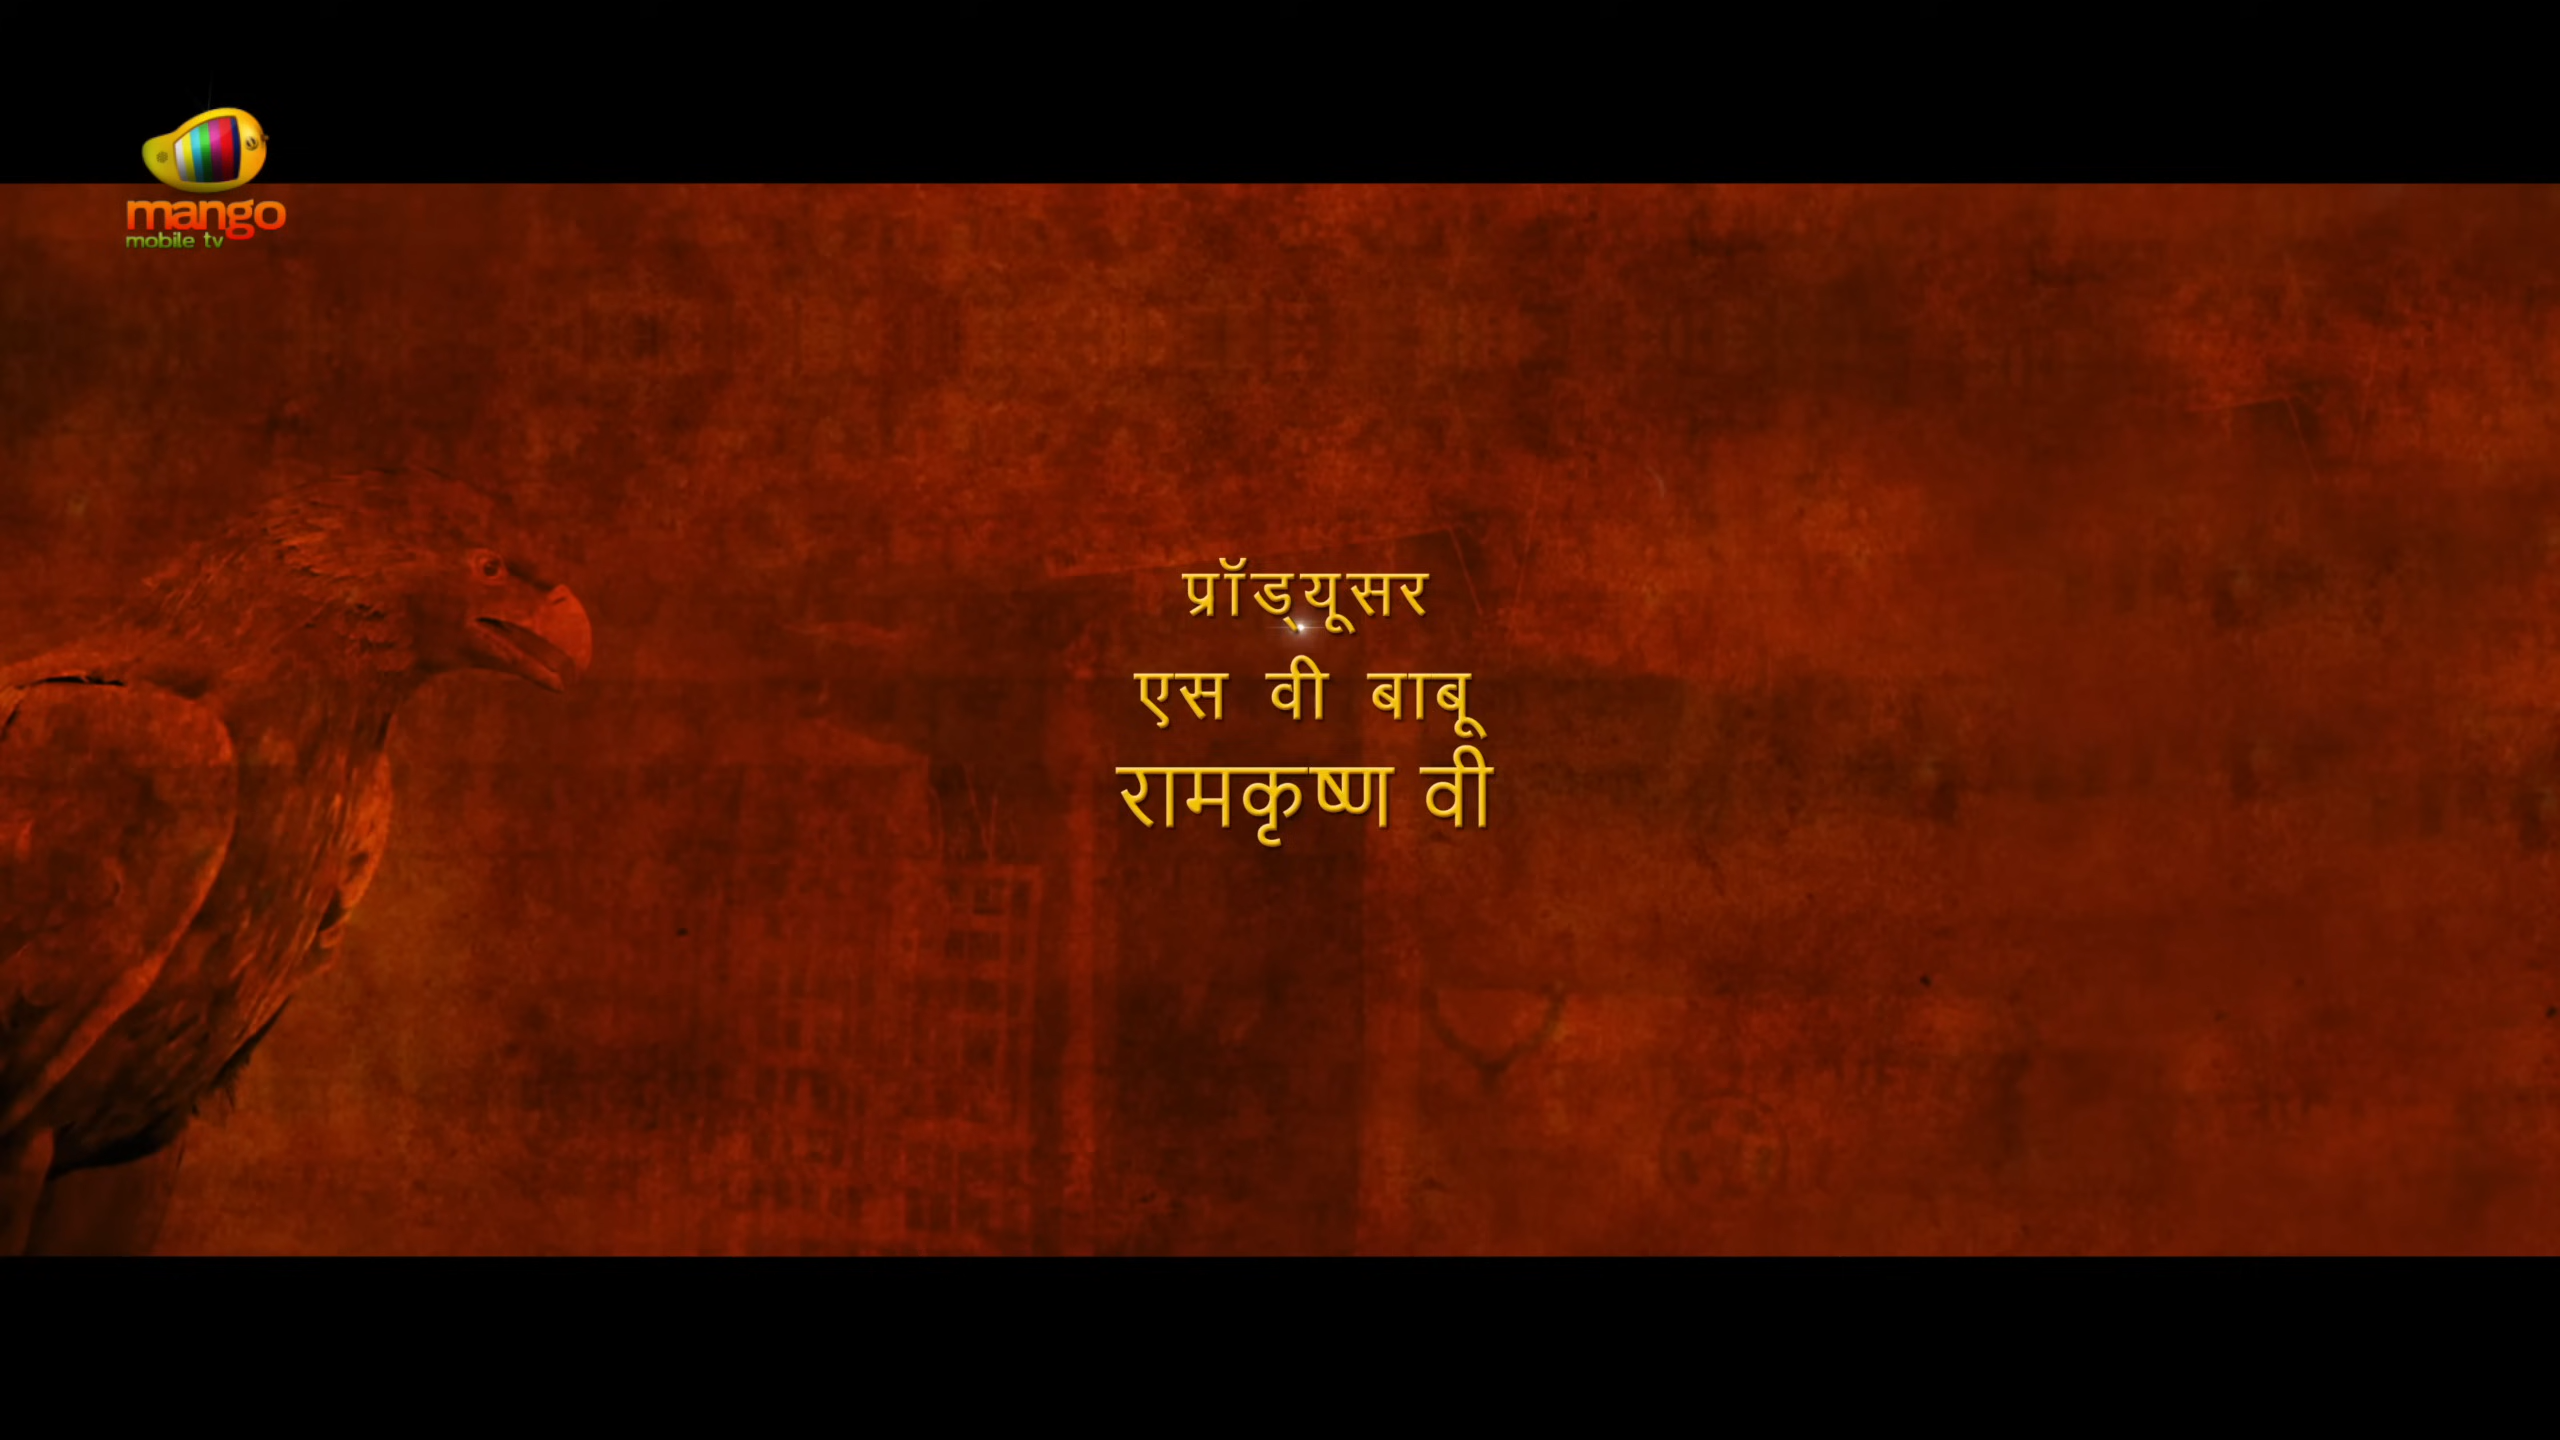 mango
mobile tv
प्रॉड्यूसर
एस वी बाबू
रामकृष्ण वी